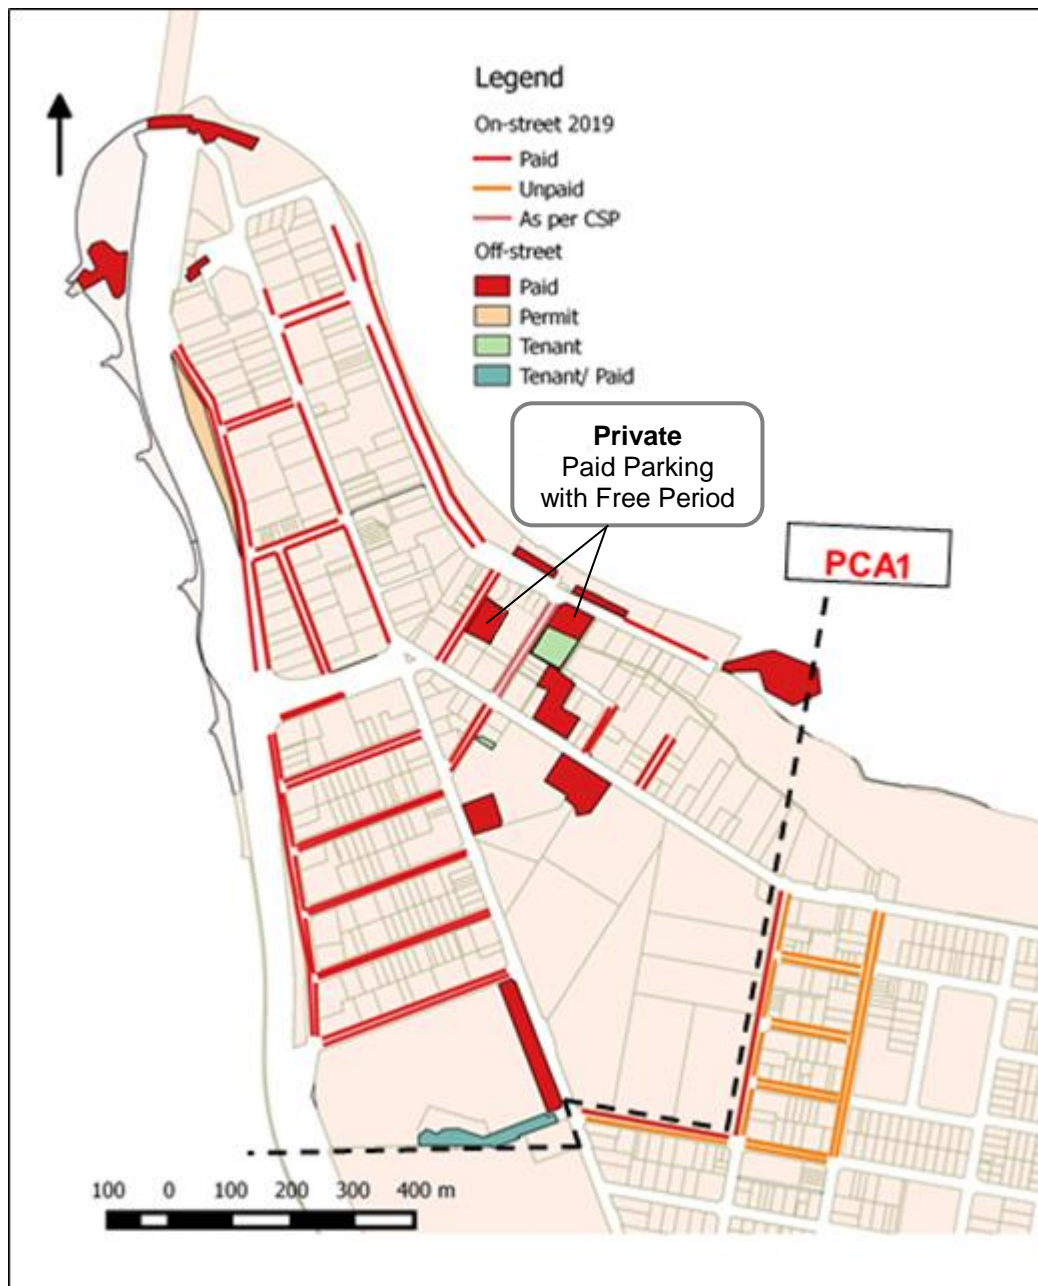 Legend
On-street 2019
Paid
Unpaid
As per CSP
Off-street
Paid
Permit
Tenant
Tenant/ Paid
Private
Paid Parking
with Free Period
PCA1
100 0 100 200 300 400 m